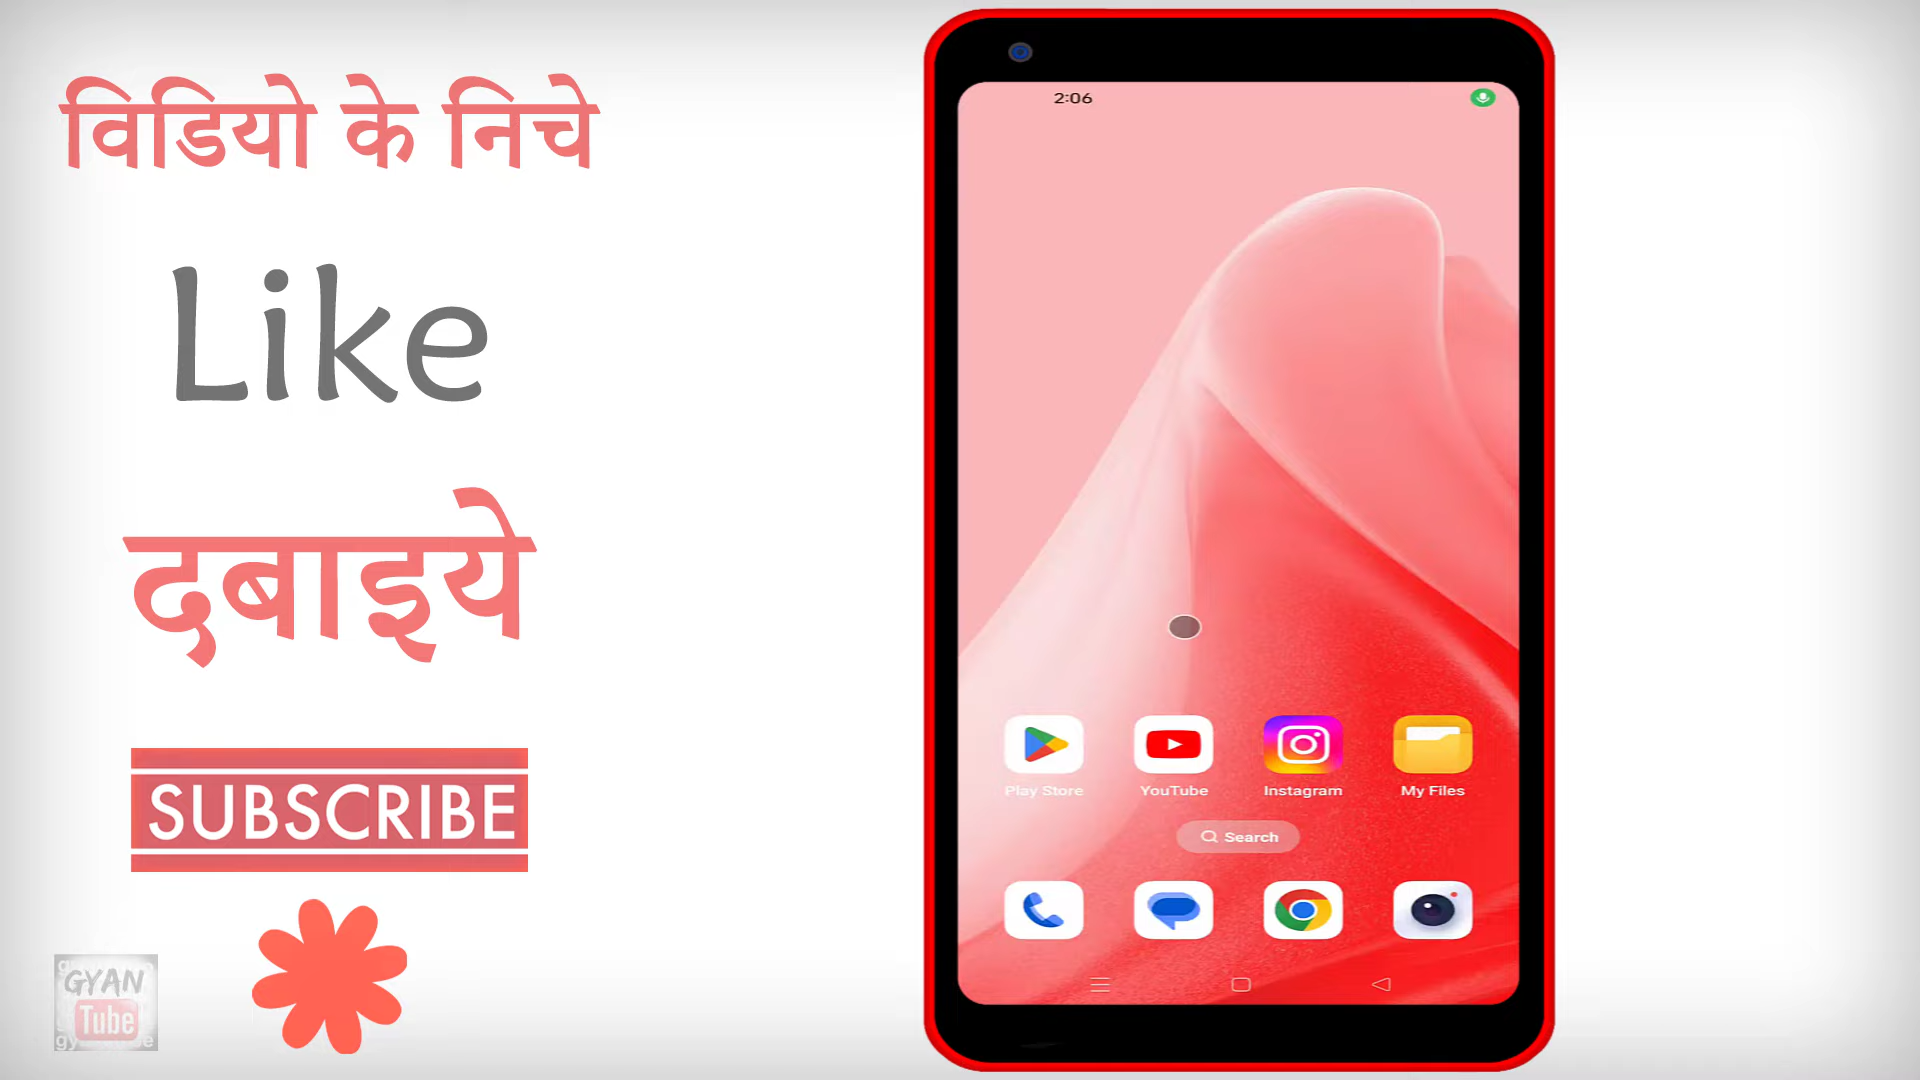 विडियो के निचे
Like
दबाइये
SUBSCRIBE
GYAN
Tube
2:06
Play Store
YouTube
Instagram
My Files
Search